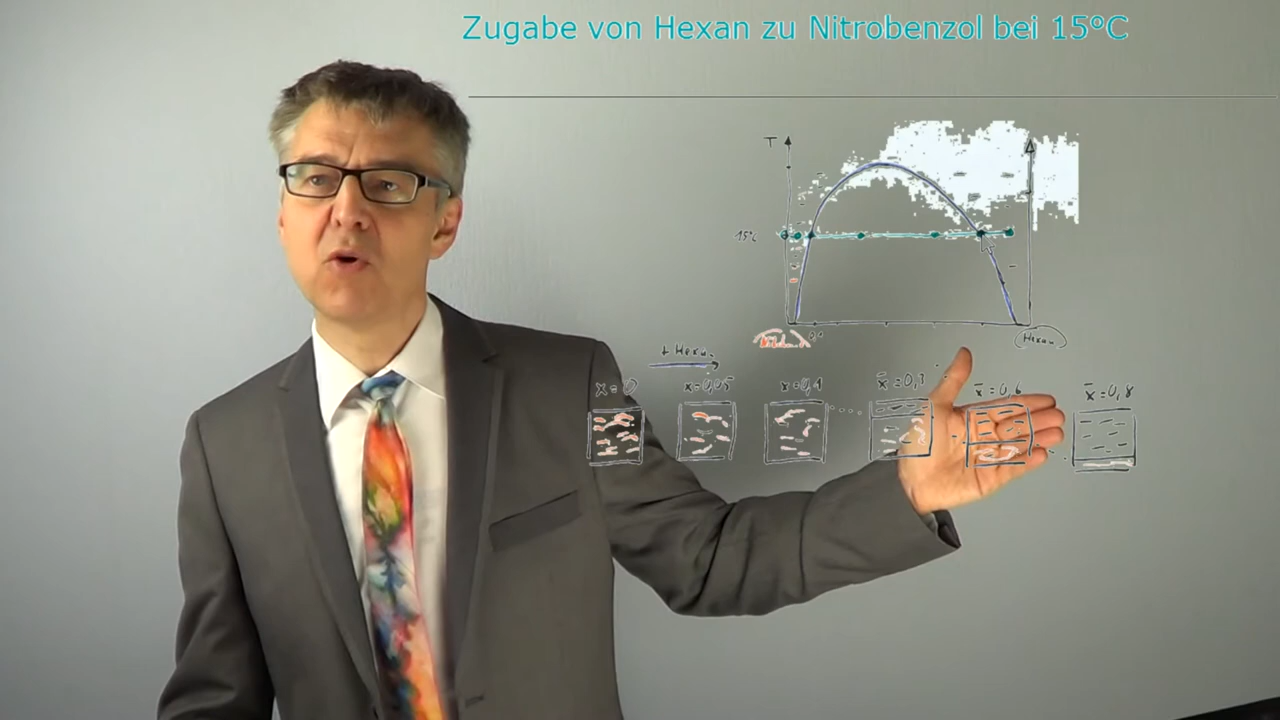 Zugabe von Hexan zu Nitrobenzol bei 15°C
T
15°C
Hexan
+ Hexan
x=0
x=0,05
x=0,1
x̄=0,3
x̄=0,6
x̄=0,8